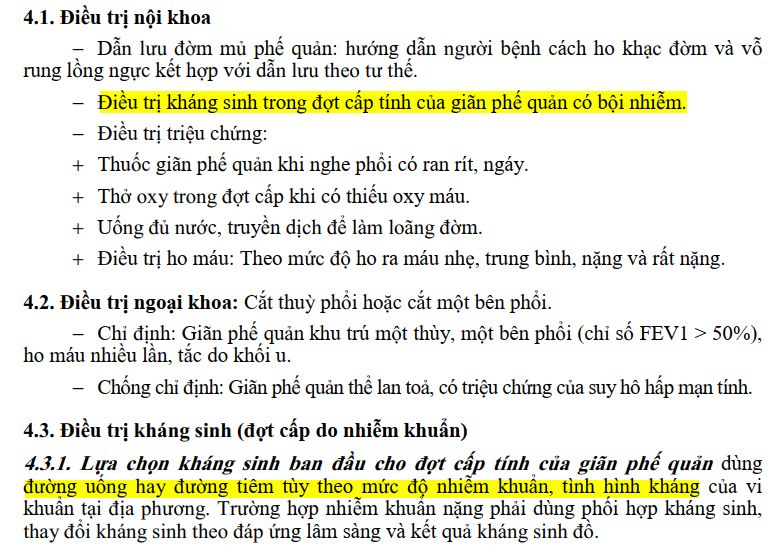 4.1. Điều trị nội khoa
– Dẫn lưu đờm mủ phế quản: hướng dẫn người bệnh cách ho khạc đờm và vỗ
rung lồng ngực kết hợp với dẫn lưu theo tư thế.
– Điều trị kháng sinh trong đợt cấp tính của giãn phế quản có bội nhiễm.
– Điều trị triệu chứng:
+ Thuốc giãn phế quản khi nghe phổi có ran rít, ngáy.
+ Thở oxy trong đợt cấp khi có thiếu oxy máu.
+ Uống đủ nước, truyền dịch để làm loãng đờm.
+ Điều trị ho máu: Theo mức độ ho ra máu nhẹ, trung bình, nặng và rất nặng.
4.2. Điều trị ngoại khoa: Cắt thuỳ phổi hoặc cắt một bên phổi.
– Chỉ định: Giãn phế quản khu trú một thùy, một bên phổi (chỉ số FEV1 > 50%),
ho máu nhiều lần, tắc do khối u.
– Chống chỉ định: Giãn phế quản thể lan toả, có triệu chứng của suy hô hấp mạn tính.
4.3. Điều trị kháng sinh (đợt cấp do nhiễm khuẩn)
4.3.1. Lựa chọn kháng sinh ban đầu cho đợt cấp tính của giãn phế quản dùng
đường uống hay đường tiêm tùy theo mức độ nhiễm khuẩn, tình hình kháng của vi
khuẩn tại địa phương. Trường hợp nhiễm khuẩn nặng phải dùng phối hợp kháng sinh,
thay đổi kháng sinh theo đáp ứng lâm sàng và kết quả kháng sinh đồ.